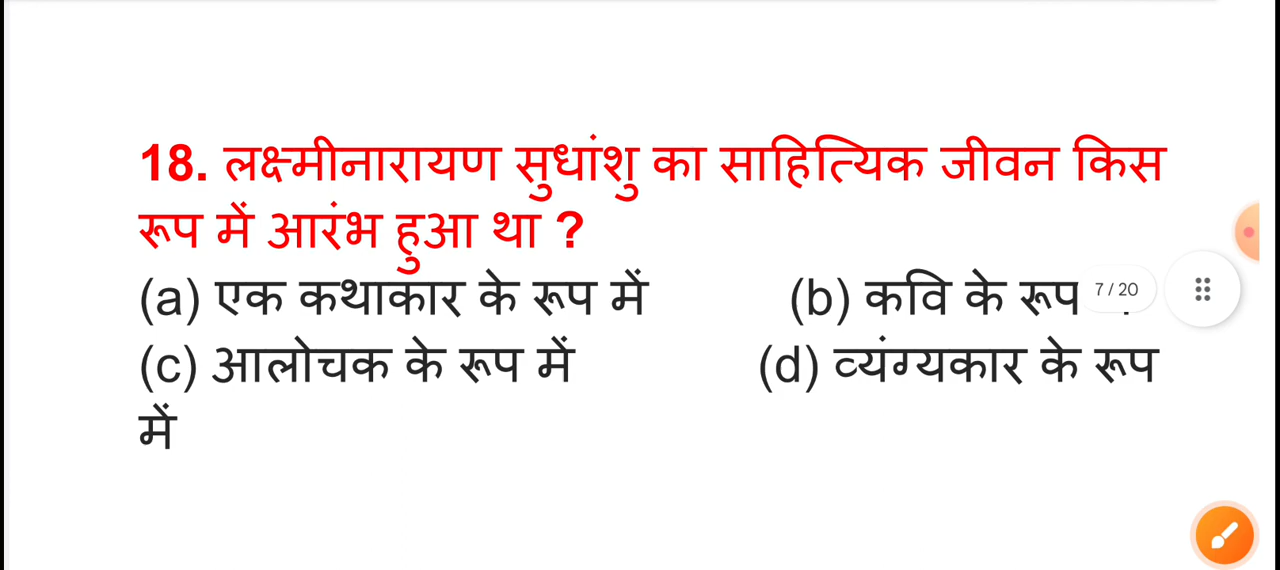 18. लक्ष्मीनारायण सुधांशु का साहित्यिक जीवन किस
रूप में आरंभ हुआ था ?
(a) एक कथाकार के रूप में (b) कवि के रूप
7 / 20
(c) आलोचक के रूप में (d) व्यंग्यकार के रूप
में